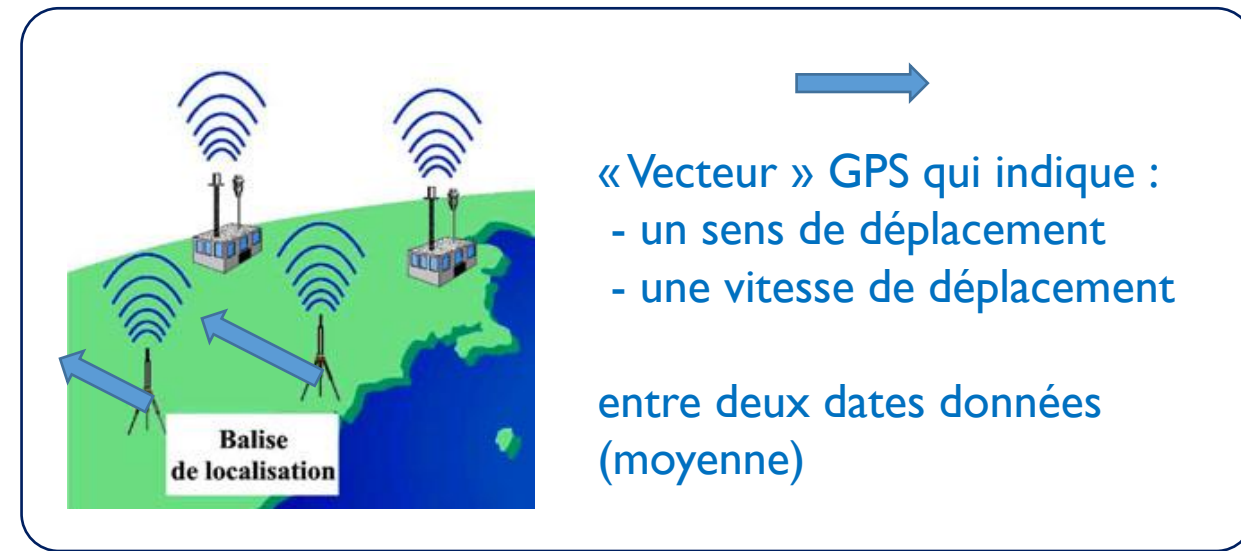 « Vecteur » GPS qui indique :
- un sens de déplacement
- une vitesse de déplacement
entre deux dates données
(moyenne)
Balise
de localisation